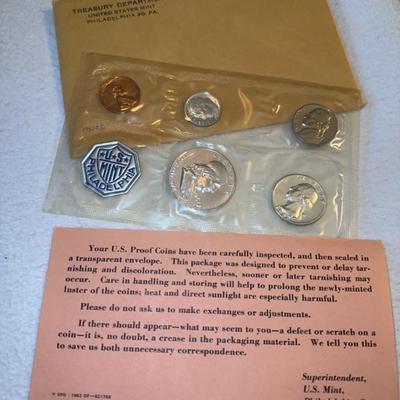 TREASURY DEPARTMENT
UNITED STATES MINT
PHILADELPHIA 30, PA.
U.S.
MINT
PHILADELPHIA
Your U.S. Proof Coins have been carefully inspected, and then sealed in
a transparent envelope. This package was designed to prevent or delay tar-
nishing and discoloration. Nevertheless, sooner or later tarnishing may
occur. Care in handling and storing will help to prolong the newly-minted
luster of the coins; heat and direct sunlight are especially harmful.
Please do not ask us to make exchanges or adjustments.
If there should appear—what may seem to you—a defect or scratch on a
coin—it is, no doubt, a crease in the packaging material. We tell you this
to save us both unnecessary correspondence.
Superintendent,
U.S. Mint,
GPO : 1962 OF—621766